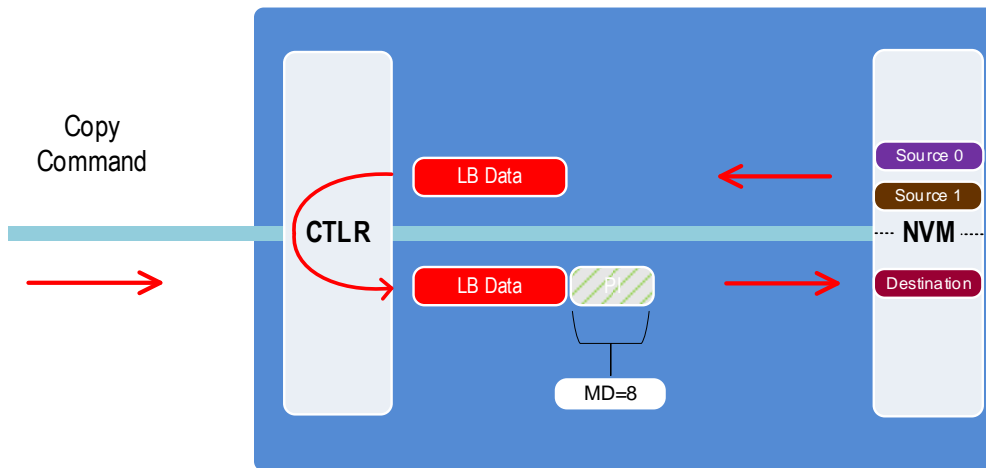 Copy
Command
LB Data
Source 0
Source 1
CTLR
NVM
LB Data
PI
Destination
MD=8